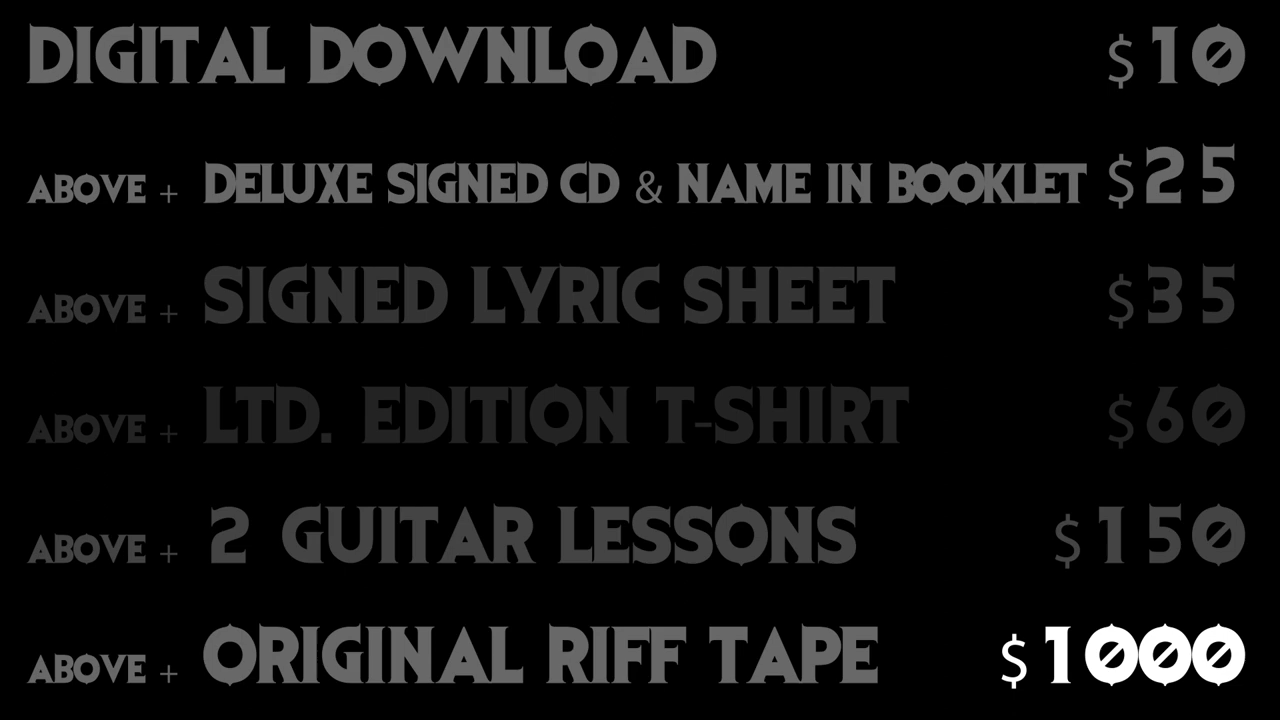 DIGITAL DOWNLOAD $10
ABOVE + DELUXE SIGNED CD & NAME IN BOOKLET $25
ABOVE + SIGNED LYRIC SHEET $35
ABOVE + LTD. EDITION T-SHIRT $60
ABOVE + 2 GUITAR LESSONS $150
ABOVE + ORIGINAL RIFF TAPE $1000